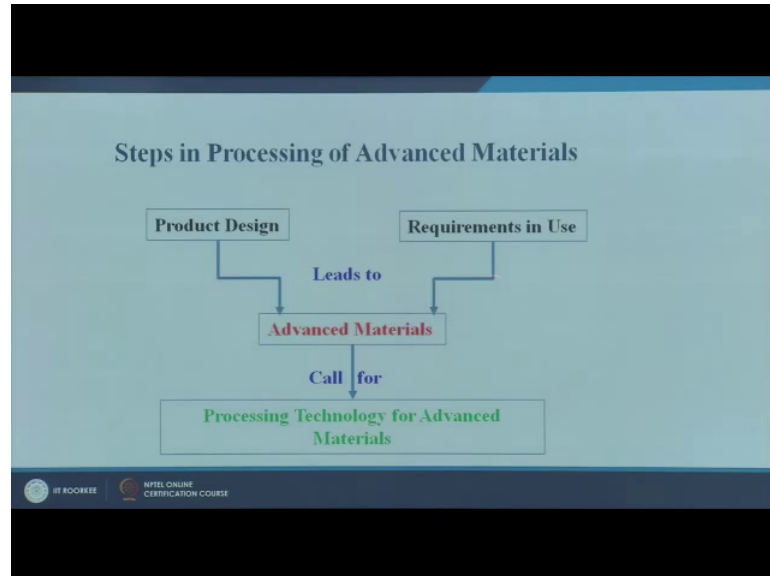 Steps in Processing of Advanced Materials
Product Design
Requirements in Use
Leads to
Advanced Materials
Call for
Processing Technology for Advanced
Materials
IIT ROORKEE
NPTEL ONLINE
CERTIFICATION COURSE